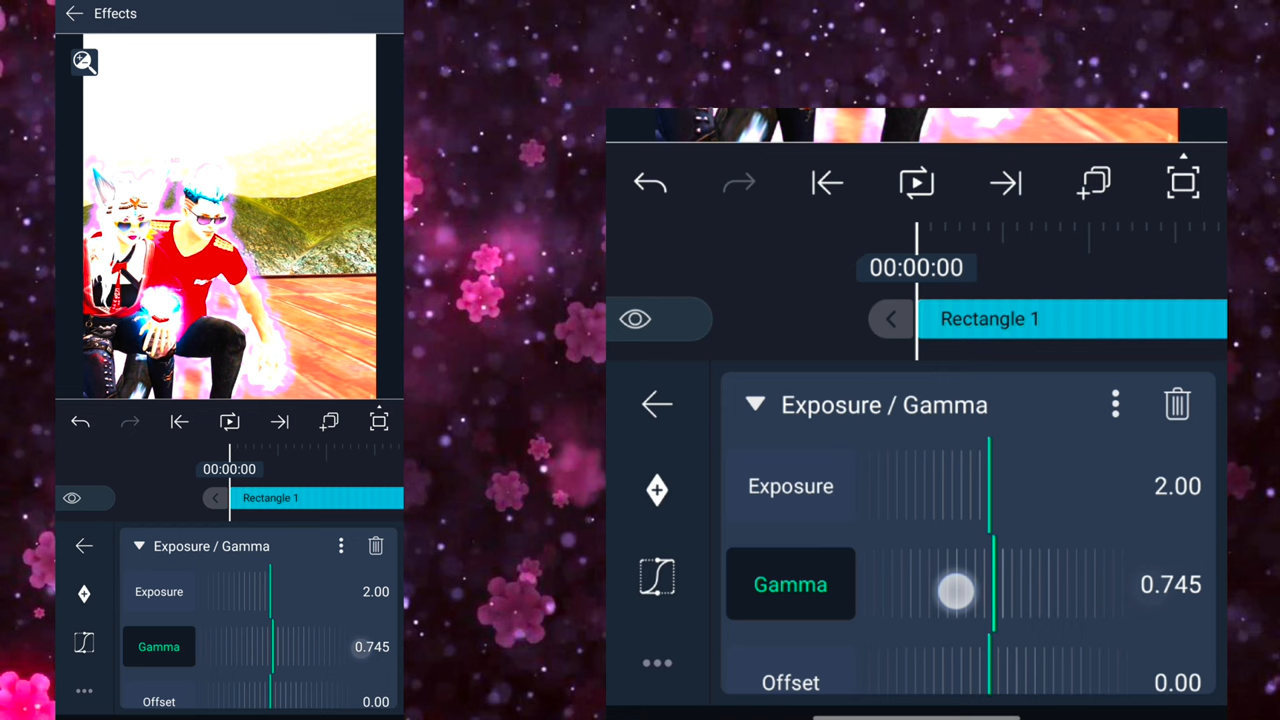 Effects
00:00:00
Rectangle 1
Exposure / Gamma
Exposure
2.00
Gamma
0.745
Offset
0.00
00:00:00
Rectangle 1
Exposure / Gamma
Exposure
2.00
Gamma
0.745
Offset
0.00